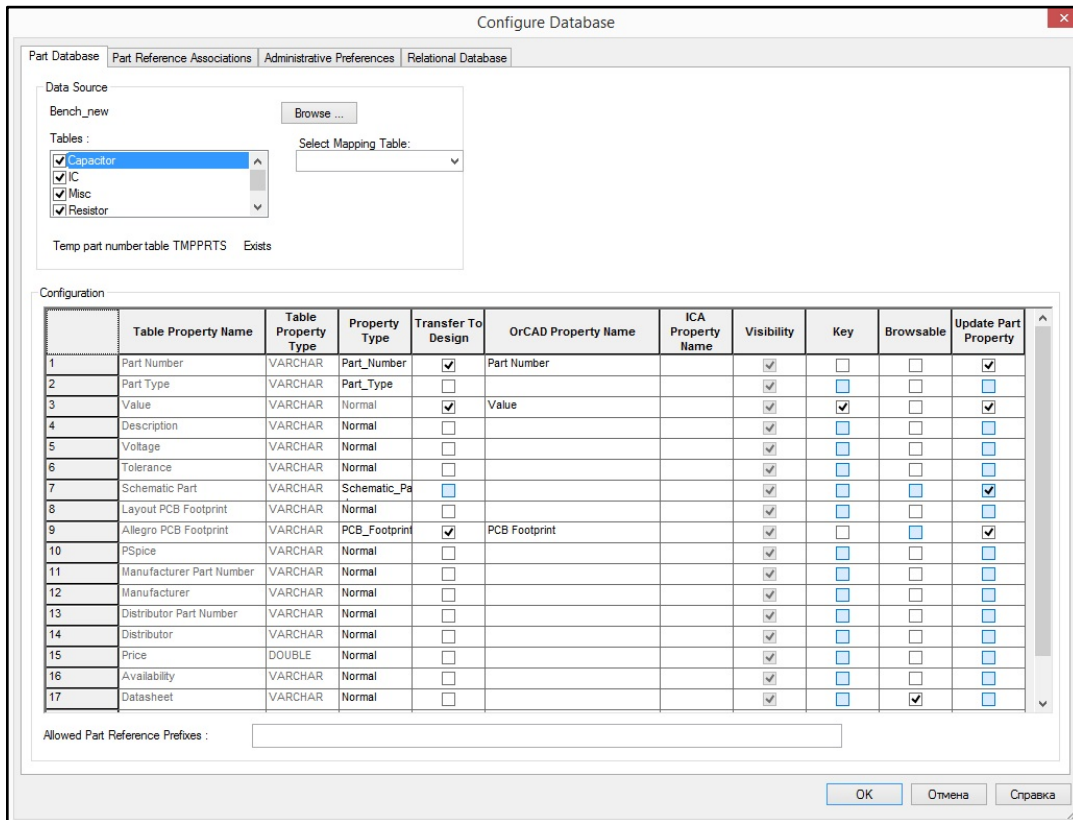 Configure Database
Part Database Part Reference Associations Administrative Preferences Relational Database
Data Source
Bench_new Browse ...
Tables : Select Mapping Table:
Capacitor
IC
Misc
Resistor
Temp part number table TMPPRTS Exists
Configuration
Table Property Name Table Property Type Property Type Transfer To Design OrCAD Property Name ICA Property Name Visibility Key Browsable Update Part Property
1 Part Number VARCHAR Part_Number Part Number
2 Part Type VARCHAR Part_Type
3 Value VARCHAR Normal Value
4 Description VARCHAR Normal
5 Voltage VARCHAR Normal
6 Tolerance VARCHAR Normal
7 Schematic Part VARCHAR Schematic_Pa
8 Layout PCB Footprint VARCHAR Normal
9 Allegro PCB Footprint VARCHAR PCB_Footprint PCB Footprint
10 PSpice VARCHAR Normal
11 Manufacturer Part Number VARCHAR Normal
12 Manufacturer VARCHAR Normal
13 Distributor Part Number VARCHAR Normal
14 Distributor VARCHAR Normal
15 Price DOUBLE Normal
16 Availability VARCHAR Normal
17 Datasheet VARCHAR Normal
Allowed Part Reference Prefixes :
OK Отмена Справка